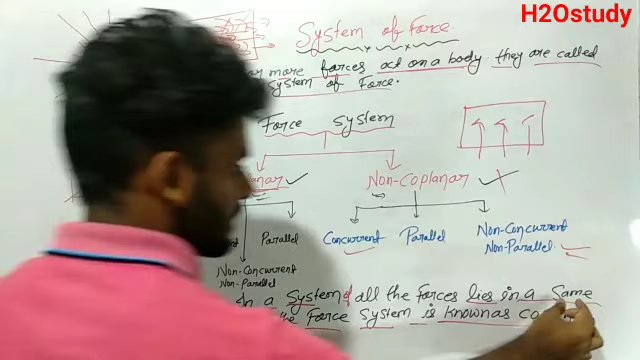 H2Ostudy
System of Force
or more forces act on a body they are called
system of Force.
Force System
Non-Coplanar
Parallel
Concurrent Parallel Non-Concurrent
Non-Parallel.
Non-Concurrent
Non-Parallel
In a System of all the Forces lies in a Same
the Force System is known as